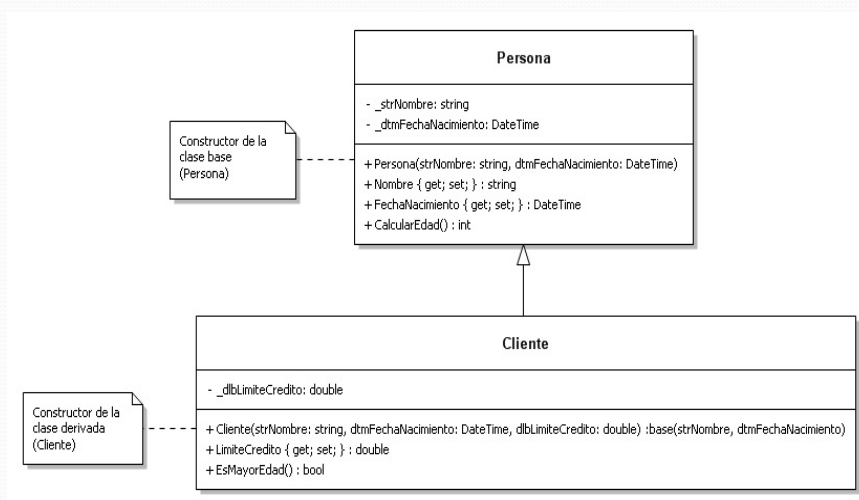 Persona
- _strNombre: string
- _dtmFechaNacimiento: DateTime
Constructor de la
clase base
(Persona)
+ Persona(strNombre: string, dtmFechaNacimiento: DateTime)
+ Nombre { get; set; } : string
+ FechaNacimiento { get; set; } : DateTime
+ CalcularEdad() : int
Cliente
- _dlbLimiteCredito: double
Constructor de la
clase derivada
(Cliente)
+ Cliente(strNombre: string, dtmFechaNacimiento: DateTime, dlbLimiteCredito: double) :base(strNombre, dtmFechaNacimiento)
+ LimiteCredito { get; set; } : double
+ EsMayorEdad() : bool